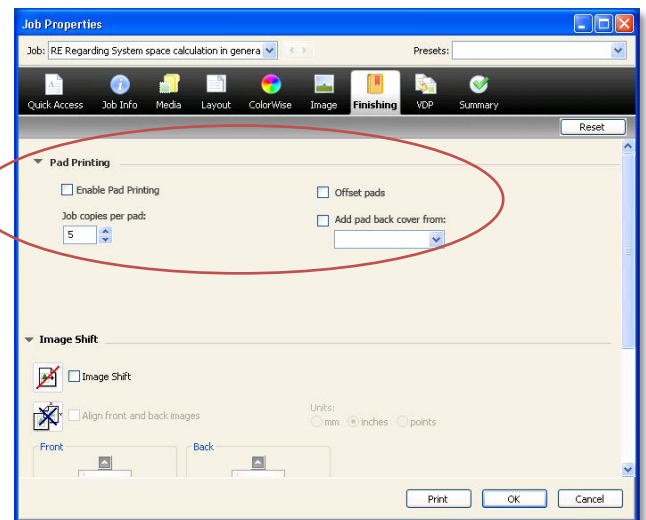 Job Properties
Job: RE Regarding System space calculation in genera Presets:
Quick Access Job Info Media Layout ColorWise Image Finishing VDP Summary
Reset
Pad Printing
Enable Pad Printing Offset pads
Job copies per pad: Add pad back cover from:
5
Image Shift
Image Shift
Align front and back images Units:
mm inches points
Front Back
Print OK Cancel